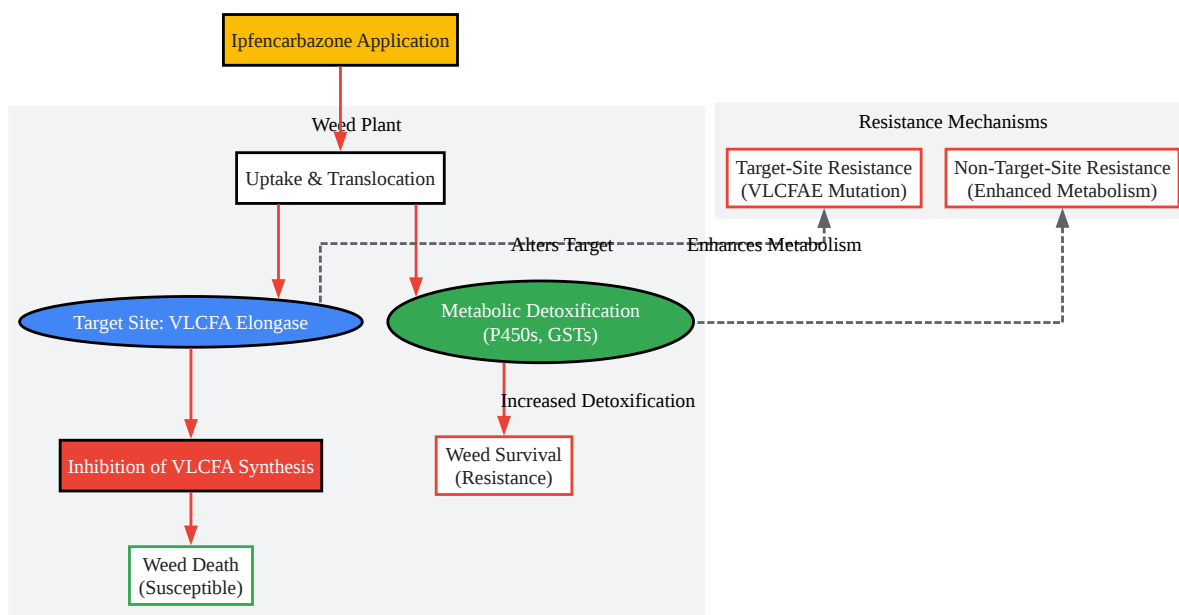 Ipfencarbazone Application
Weed Plant
Resistance Mechanisms
Uptake & Translocation
Target-Site Resistance
(VLCFAE Mutation)
Non-Target-Site Resistance
(Enhanced Metabolism)
Alters Target
Enhances Metabolism
Target Site: VLCFA Elongase
Metabolic Detoxification
(P450s, GSTs)
Increased Detoxification
Inhibition of VLCFA Synthesis
Weed Survival
(Resistance)
Weed Death
(Susceptible)